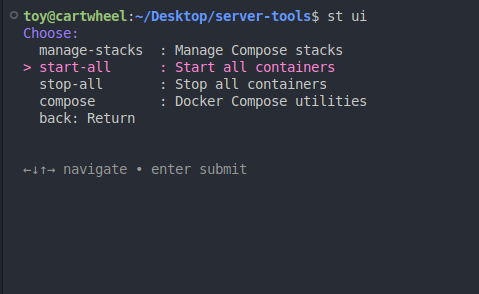 toy@cartwheel:~/Desktop/server-tools$ st ui
Choose:
  manage-stacks  : Manage Compose stacks
> start-all      : Start all containers
  stop-all       : Stop all containers
  compose        : Docker Compose utilities
  back: Return
←↓↑→ navigate • enter submit